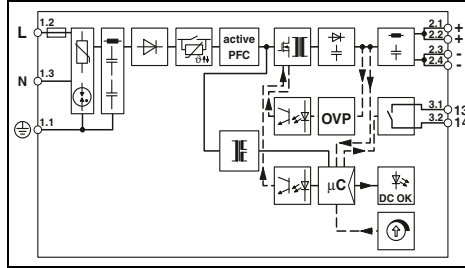 L 1.2
active PFC
2.1 +
2.2 +
2.3 -
2.4 -
N 1.3
ϑ
OVP
3.1 13
3.2 14
1.1
µC
DC OK